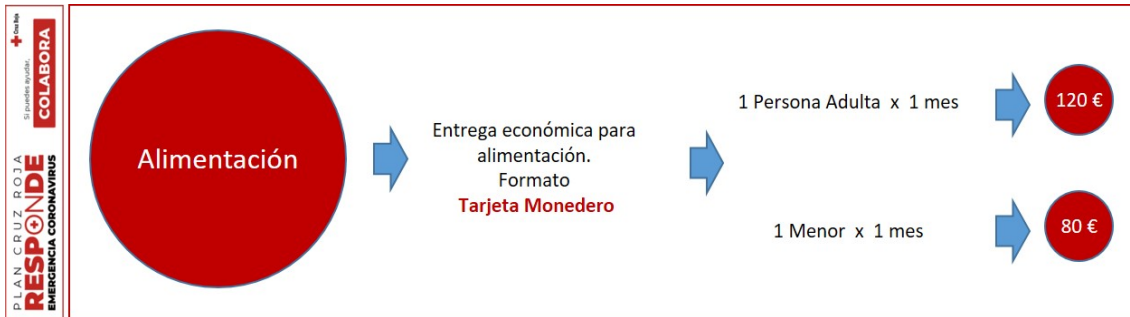 PLAN CRUZ ROJA
RESPONDE
EMERGENCIA CORONAVIRUS
Si puedes ayudar,
COLABORA
Cruz Roja
Alimentación
Entrega económica para
alimentación.
Formato
Tarjeta Monedero
1 Persona Adulta x 1 mes
120 €
1 Menor x 1 mes
80 €